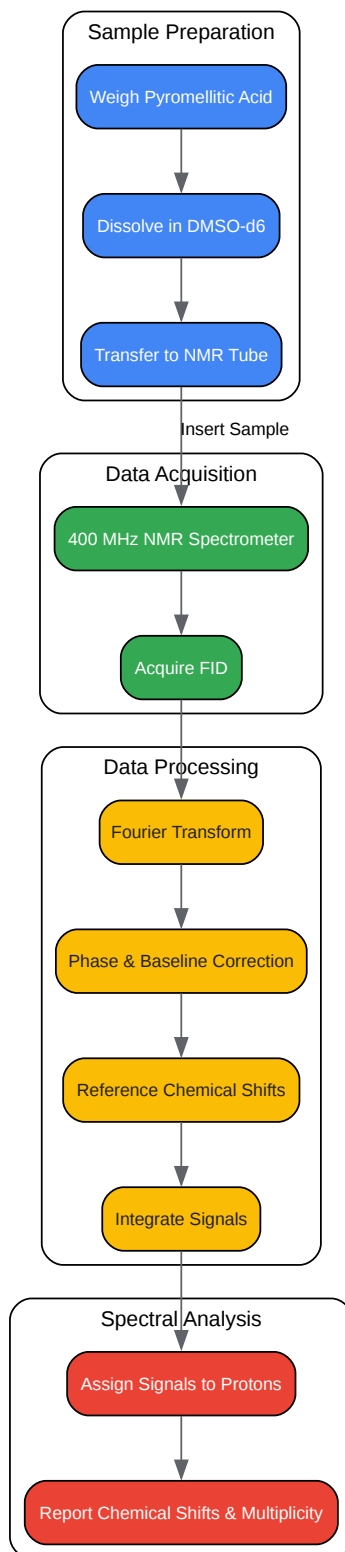 Sample Preparation
Weigh Pyromellitic Acid
Dissolve in DMSO-d6
Transfer to NMR Tube
Insert Sample
Data Acquisition
400 MHz NMR Spectrometer
Acquire FID
Data Processing
Fourier Transform
Phase & Baseline Correction
Reference Chemical Shifts
Integrate Signals
Spectral Analysis
Assign Signals to Protons
Report Chemical Shifts & Multiplicity